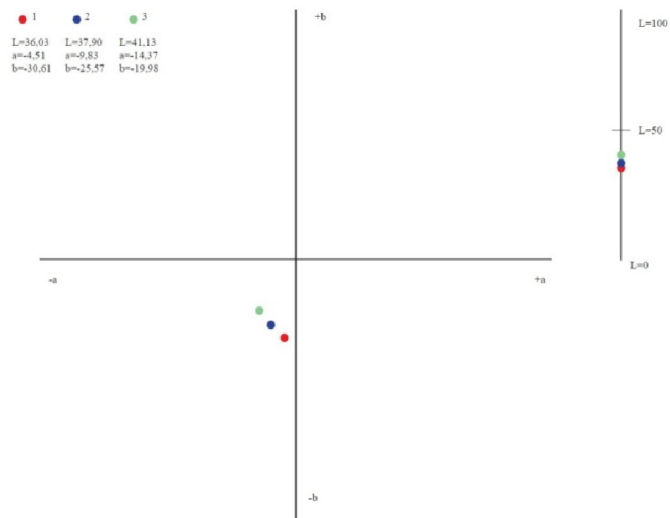 1 2 3
L=36,03 L=37,90 L=41,13
a=-4,51 a=-9,83 a=-14,37
b=-30,61 b=-25,57 b=-19,98
+b
L=100
L=50
L=0
-a +a
-b